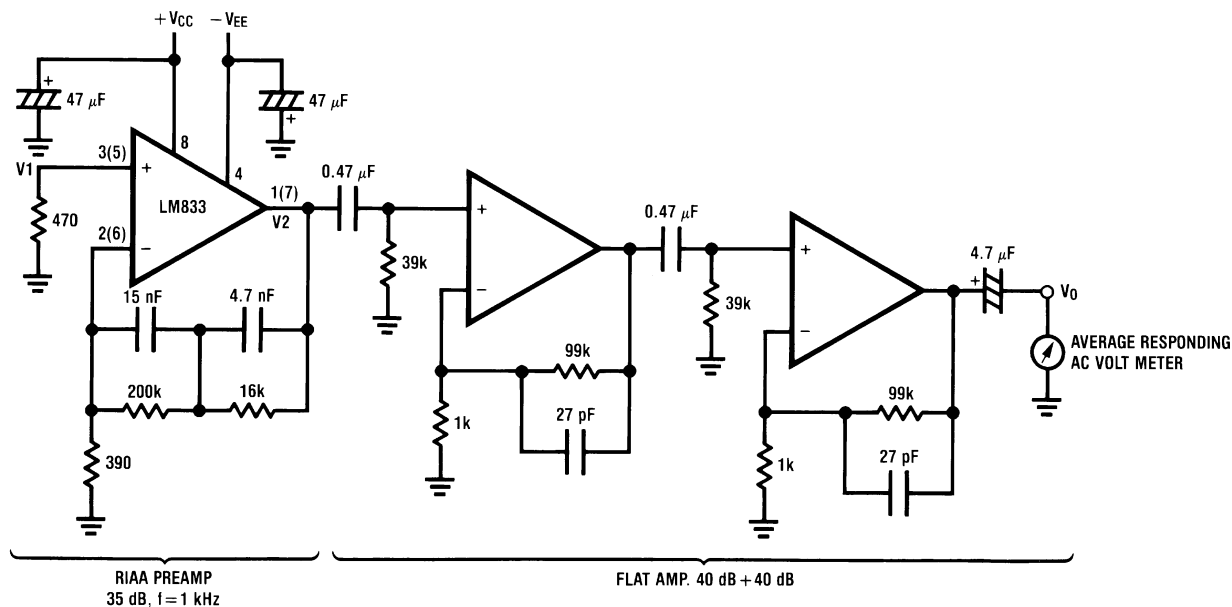 +VCC
−VEE
+
47 µF
47 µF
+
8
3(5)
V1
+
4
0.47 µF
1(7)
LM833
V2
470
2(6)
−
+
0.47 µF
39k
4.7 µF
+
+
VO
15 nF
4.7 nF
−
39k
AVERAGE RESPONDING
AC VOLT METER
−
99k
200k
16k
1k
27 pF
99k
390
1k
27 pF
RIAA PREAMP
35 dB, f=1 kHz
FLAT AMP. 40 dB+40 dB